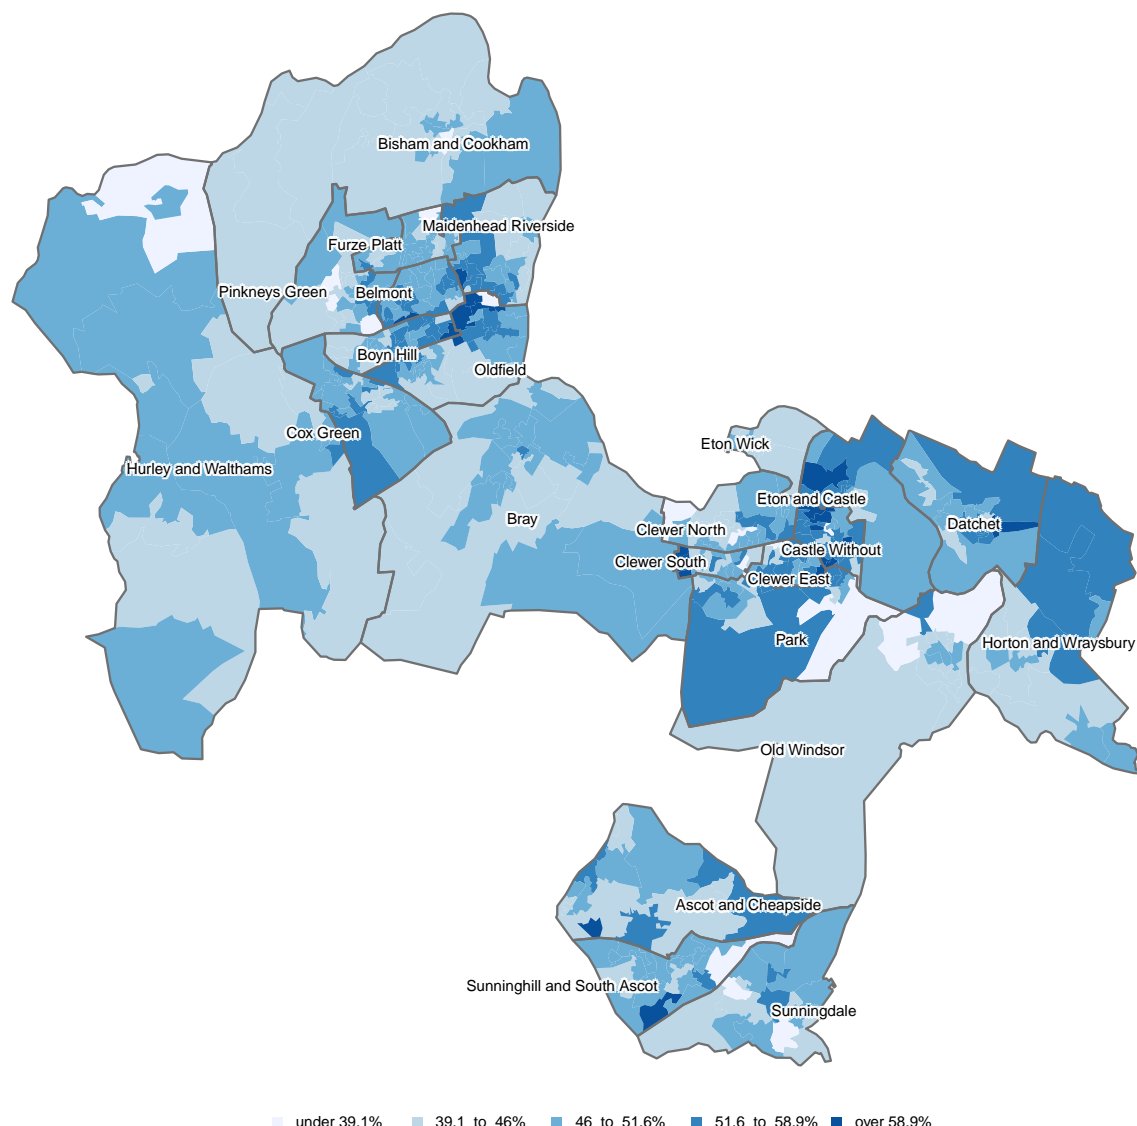 Bisham and Cookham
Maidenhead Riverside
Furze Platt
Pinkneys Green
Belmont
Boyn Hill
Oldfield
Cox Green
Eton Wick
Hurley and Walthams
Eton and Castle
Bray
Datchet
Clewer North
Castle Without
Clewer South
Clewer East
Park
Horton and Wraysbury
Old Windsor
Ascot and Cheapside
Sunninghill and South Ascot
Sunningdale
under 39.1% 39.1 to 46% 46 to 51.6% 51.6 to 58.9% over 58.9%